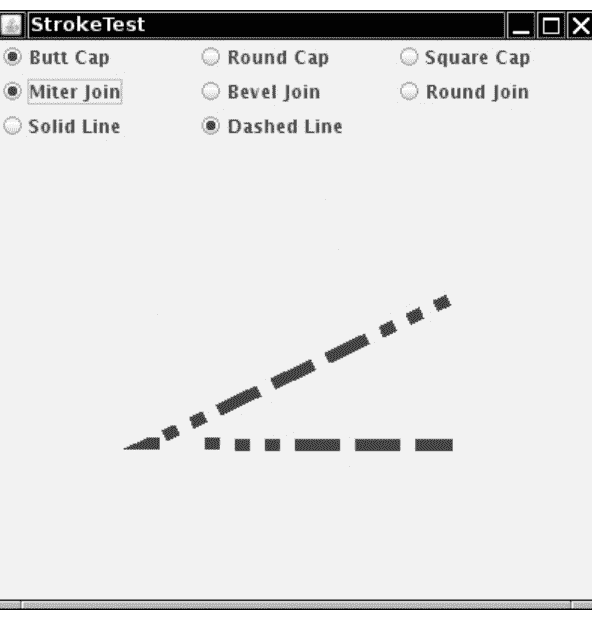 StrokeTest
Butt Cap Round Cap Square Cap
Miter Join Bevel Join Round Join
Solid Line Dashed Line